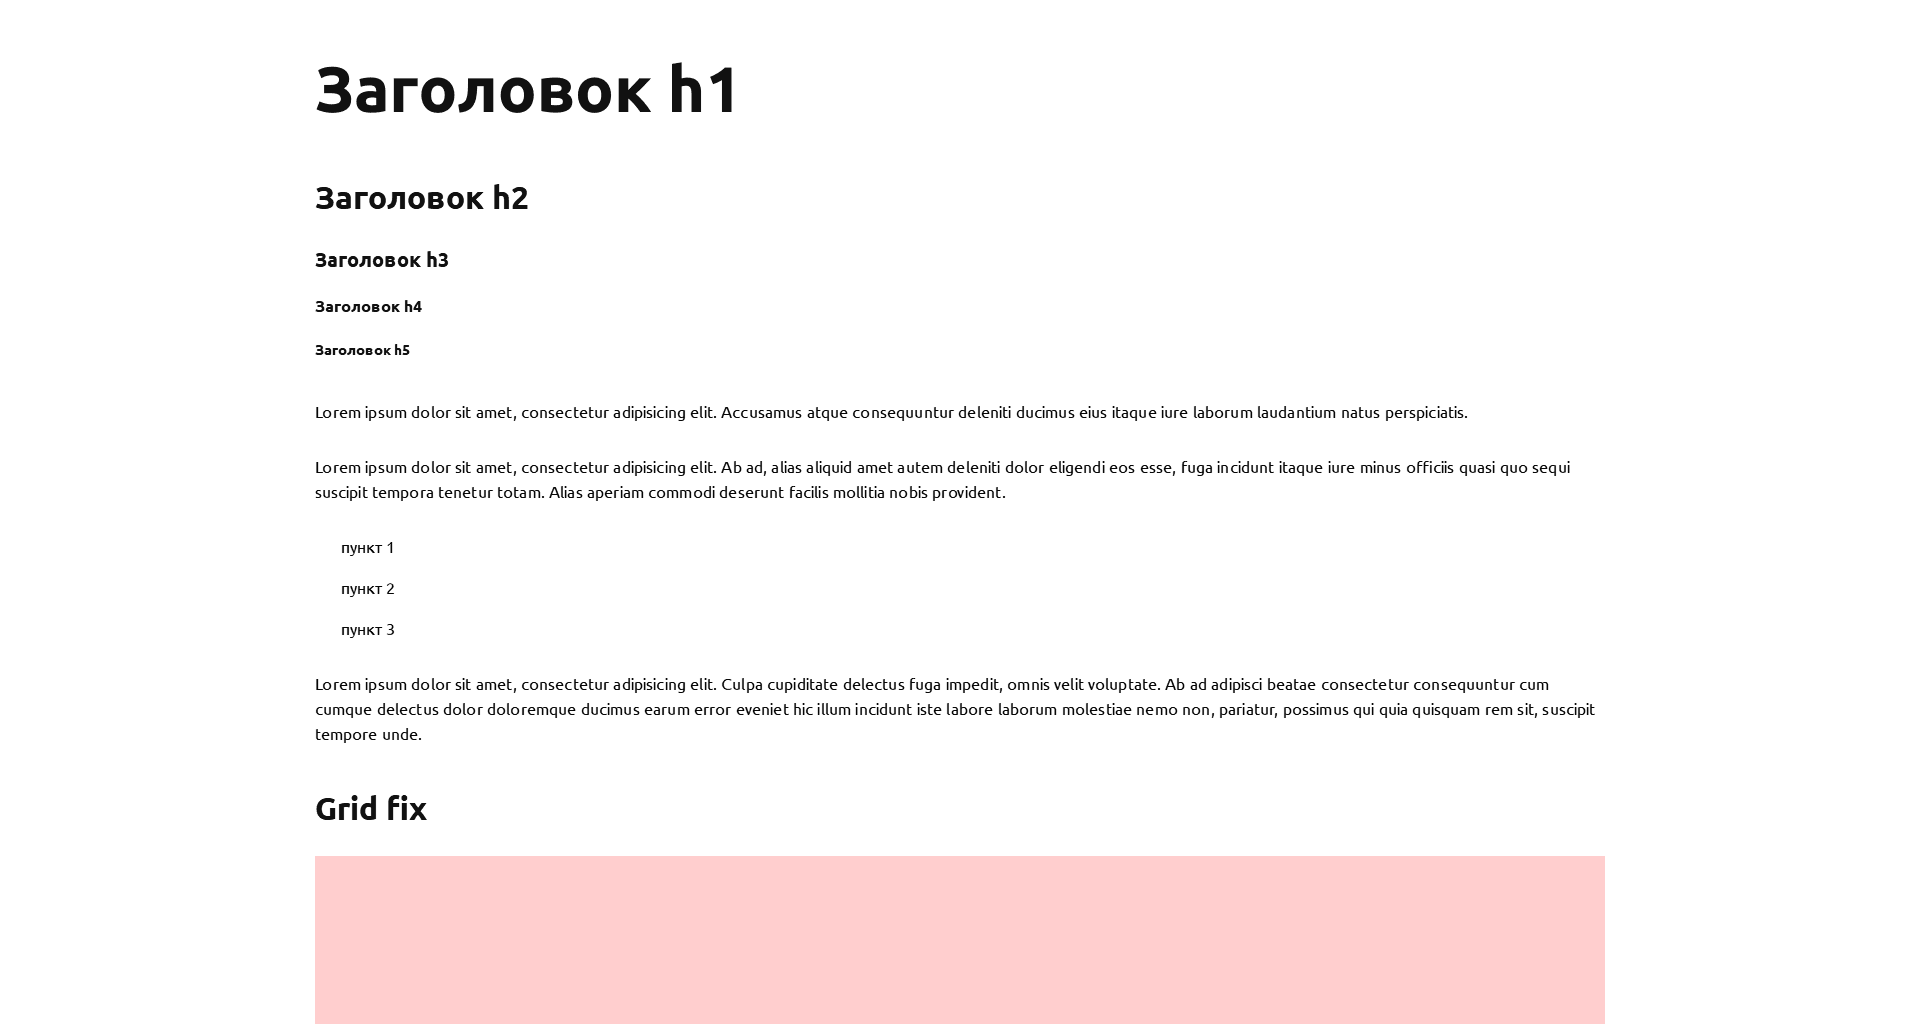 Заголовок h1
Заголовок h2
Заголовок h3
Заголовок h4
Заголовок h5
Lorem ipsum dolor sit amet, consectetur adipisicing elit. Accusamus atque consequuntur deleniti ducimus eius itaque iure laborum laudantium natus perspiciatis.
Lorem ipsum dolor sit amet, consectetur adipisicing elit. Ab ad, alias aliquid amet autem deleniti dolor eligendi eos esse, fuga incidunt itaque iure minus officiis quasi quo sequi
suscipit tempora tenetur totam. Alias aperiam commodi deserunt facilis mollitia nobis provident.
пункт 1
пункт 2
пункт 3
Lorem ipsum dolor sit amet, consectetur adipisicing elit. Culpa cupiditate delectus fuga impedit, omnis velit voluptate. Ab ad adipisci beatae consectetur consequuntur cum
cumque delectus dolor doloremque ducimus earum error eveniet hic illum incidunt iste labore laborum molestiae nemo non, pariatur, possimus qui quia quisquam rem sit, suscipit
tempore unde.
Grid fix